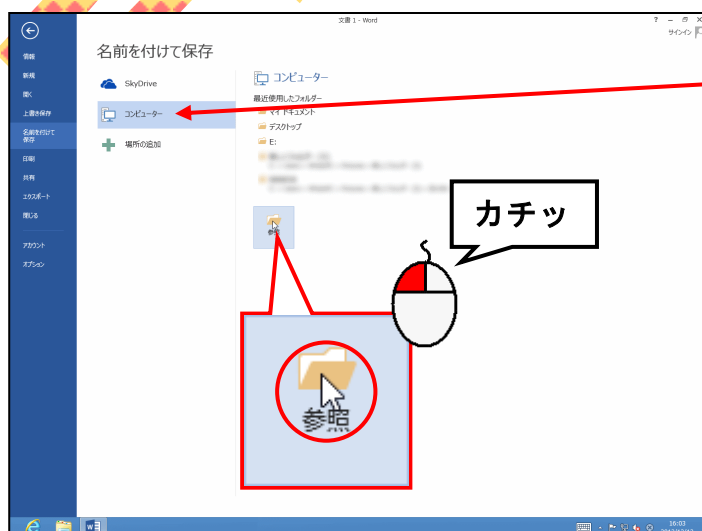 文書 1 - Word
サインイン
情報
新規
開く
上書き保存
名前を付けて
保存
印刷
共有
エクスポート
閉じる
アカウント
オプション
名前を付けて保存
SkyDrive
コンピューター
場所の追加
コンピューター
最近使用したフォルダー
マイ ドキュメント
デスクトップ
E:
参照
カチッ
参照
16:03